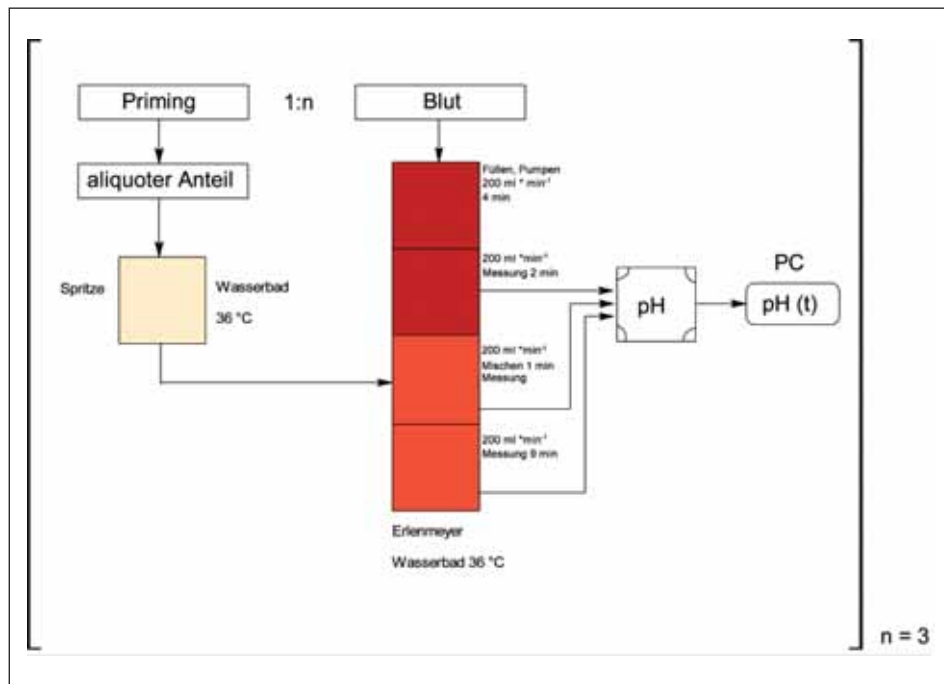 Priming
1:n
Blut
aliquoter Anteil
Füllen, Pumpen
200 ml * min⁻¹
4 min
Spritze
Wasserbad
36 °C
200 ml *min⁻¹
Messung 2 min
pH
PC
pH (t)
200 ml *min⁻¹
Mischen 1 min
Messung
200 ml *min⁻¹
Messung 9 min
Erlenmeyer
Wasserbad 36 °C
n = 3